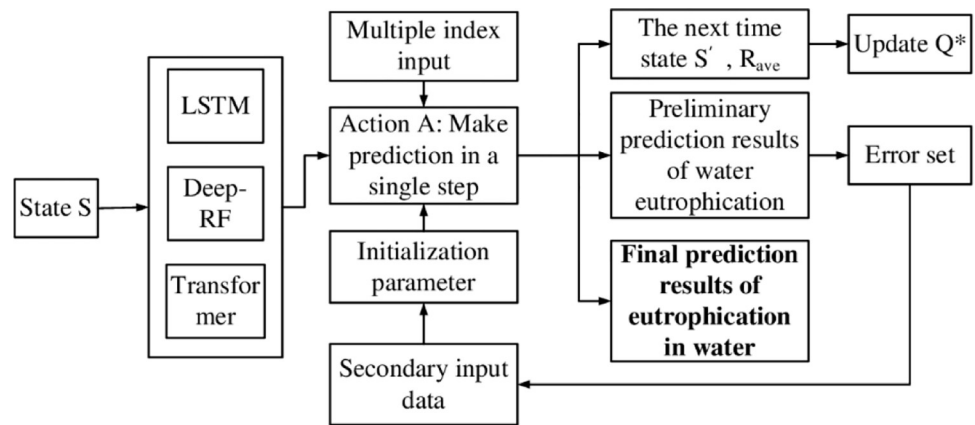 State S
LSTM
Deep-
RF
Transfor
mer
Multiple index
input
Action A: Make
prediction in a
single step
Initialization
parameter
Secondary input
data
The next time
state S′ , Rave
Update Q*
Preliminary
prediction results
of water
eutrophication
Error set
Final prediction
results of
eutrophication
in water